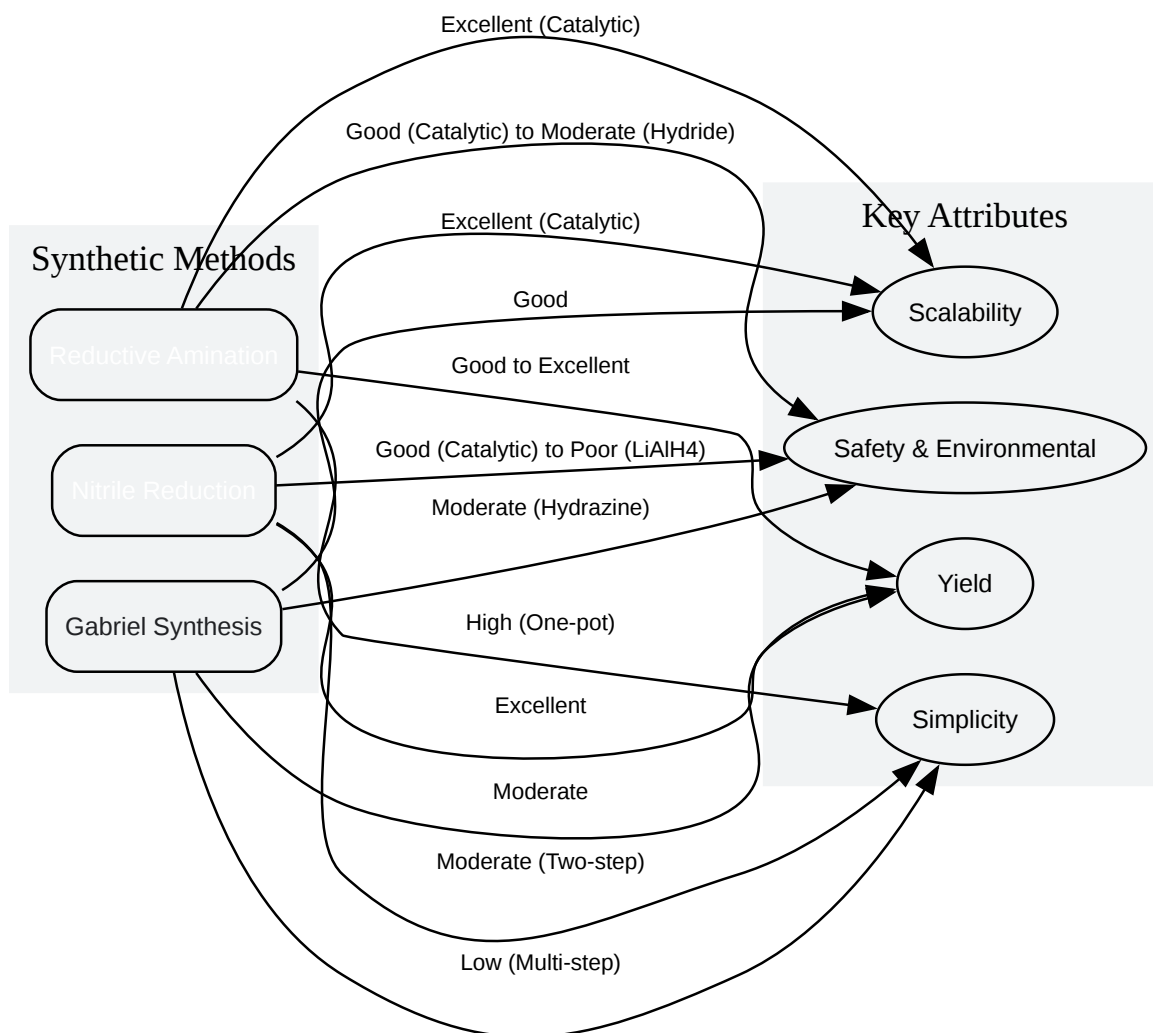 Excellent (Catalytic)
Good (Catalytic) to Moderate (Hydride)
Excellent (Catalytic)
Key Attributes
Synthetic Methods
Good
Scalability
Reductive Amination
Good to Excellent
Good (Catalytic) to Poor (LiAlH4)
Safety & Environmental
Nitrile Reduction
Moderate (Hydrazine)
Yield
High (One-pot)
Gabriel Synthesis
Excellent
Simplicity
Moderate
Moderate (Two-step)
Low (Multi-step)